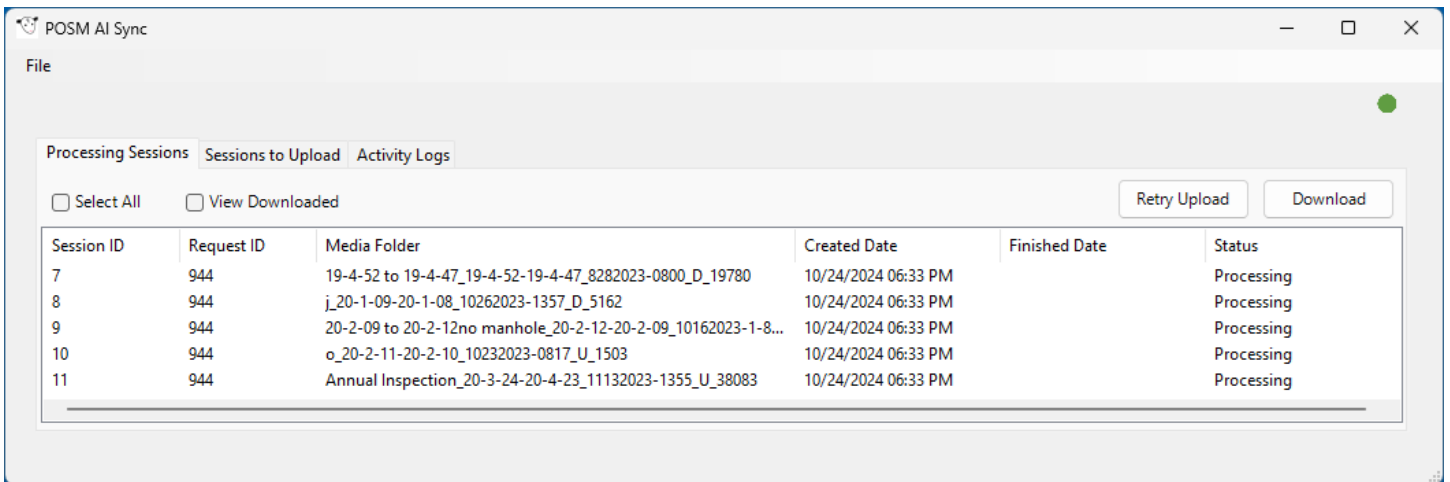 POSM AI Sync
File
Processing Sessions Sessions to Upload Activity Logs
Select All View Downloaded Retry Upload Download
Session ID Request ID Media Folder Created Date Finished Date Status
7 944 19-4-52 to 19-4-47_19-4-52-19-4-47_8282023-0800_D_19780 10/24/2024 06:33 PM Processing
8 944 j_20-1-09-20-1-08_10262023-1357_D_5162 10/24/2024 06:33 PM Processing
9 944 20-2-09 to 20-2-12no manhole_20-2-12-20-2-09_10162023-1-8... 10/24/2024 06:33 PM Processing
10 944 o_20-2-11-20-2-10_10232023-0817_U_1503 10/24/2024 06:33 PM Processing
11 944 Annual Inspection_20-3-24-20-4-23_11132023-1355_U_38083 10/24/2024 06:33 PM Processing